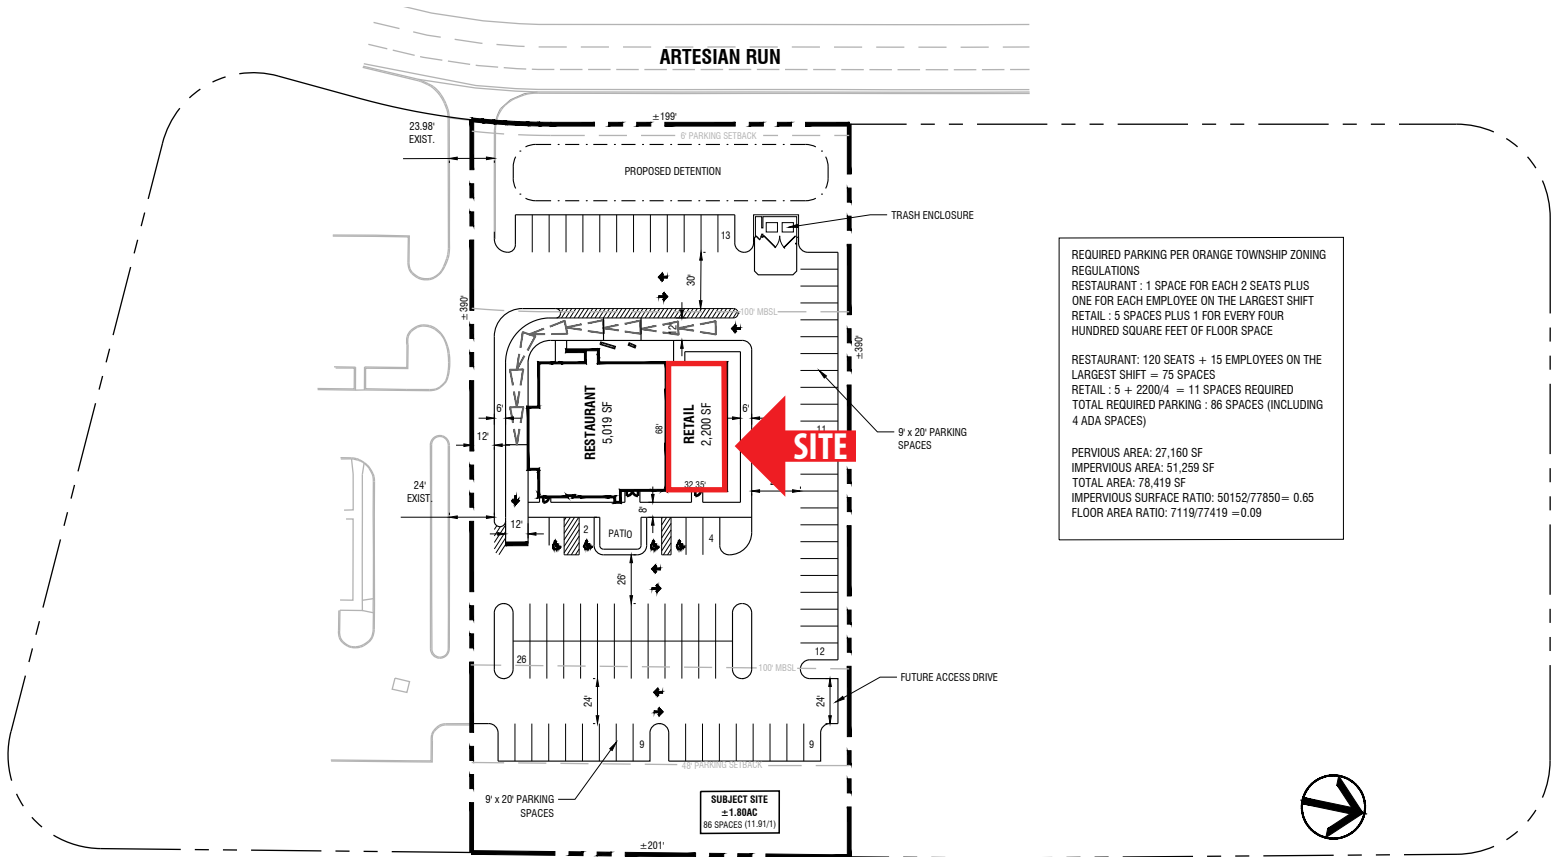 ARTESIAN RUN
±199'
23.98'
EXIST.
6' PARKING SETBACK
PROPOSED DETENTION
TRASH ENCLOSURE
13
30'
±390'
100' MBSL
12'
±390'
RESTAURANT
5,019 SF
68'
RETAIL
2,200 SF
32.35'
6'
6'
12'
SITE
11
9' x 20' PARKING
SPACES
24'
EXIST.
12'
2
PATIO
8'
4
26'
26
12
100' MBSL
FUTURE ACCESS DRIVE
24'
24'
9
9
48' PARKING SETBACK
9' x 20' PARKING
SPACES
SUBJECT SITE
±1.80AC
86 SPACES (11.91/1)
±201'
REQUIRED PARKING PER ORANGE TOWNSHIP ZONING
REGULATIONS
RESTAURANT : 1 SPACE FOR EACH 2 SEATS PLUS
ONE FOR EACH EMPLOYEE ON THE LARGEST SHIFT
RETAIL : 5 SPACES PLUS 1 FOR EVERY FOUR
HUNDRED SQUARE FEET OF FLOOR SPACE
RESTAURANT: 120 SEATS + 15 EMPLOYEES ON THE
LARGEST SHIFT = 75 SPACES
RETAIL : 5 + 2200/4 = 11 SPACES REQUIRED
TOTAL REQUIRED PARKING : 86 SPACES (INCLUDING
4 ADA SPACES)
PERVIOUS AREA: 27,160 SF
IMPERVIOUS AREA: 51,259 SF
TOTAL AREA: 78,419 SF
IMPERVIOUS SURFACE RATIO: 50152/77850= 0.65
FLOOR AREA RATIO: 7119/77419 =0.09